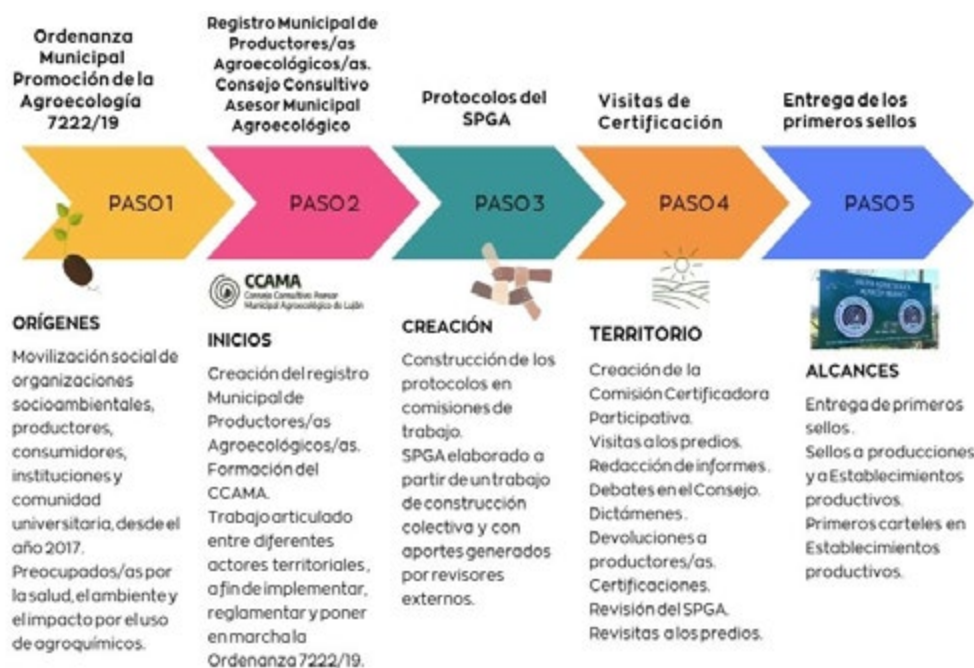 Ordenanza
Municipal
Promoción de la
Agroecología
7222/19
Registro Municipal de
Productores/as
Agroecológicos/as.
Consejo Consultivo
Asesor Municipal
Agroecológico
Protocolos del
SPGA
Visitas de
Certificación
Entrega de los
primeros sellos
PASO 1
PASO 2
PASO 3
PASO 4
PASO 5
ORÍGENES
Movilización social de
organizaciones
socioambientales,
productores,
consumidores,
instituciones y
comunidad
universitaria, desde el
año 2017.
Preocupados/as por
la salud, el ambiente y
el impacto por el uso
de agroquímicos.
CCAMA
Consejo Consultivo Asesor
Municipal Agroecológico de Luján
INICIOS
Creación del registro
Municipal de
Productores/as
Agroecológicos/as.
Formación del
CCAMA.
Trabajo articulado
entre diferentes
actores territoriales,
a fin de implementar,
reglamentar y poner
en marcha la
Ordenanza 7222/19.
CREACIÓN
Construcción de los
protocolos en
comisiones de
trabajo.
SPGA elaborado a
partir de un trabajo
de construcción
colectiva y con
aportes generados
por revisores
externos.
TERRITORIO
Creación de la
Comisión Certificadora
Participativa.
Visitas a los predios.
Redacción de informes.
Debates en el Consejo.
Dictámenes.
Devoluciones a
productores/as.
Certificaciones.
Revisión del SPGA.
Revisitas a los predios.
ALCANCES
Entrega de primeros
sellos.
Sellos a producciones
y a Establecimientos
productivos.
Primeros carteles en
Establecimientos
productivos.